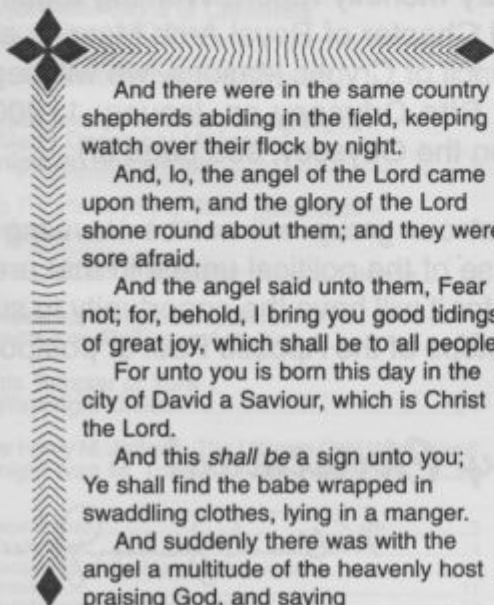 And there were in the same country
shepherds abiding in the field, keeping
watch over their flock by night.
And, lo, the angel of the Lord came
upon them, and the glory of the Lord
shone round about them; and they were
sore afraid.
And the angel said unto them, Fear
not; for, behold, I bring you good tidings
of great joy, which shall be to all people
For unto you is born this day in the
city of David a Saviour, which is Christ
the Lord.
And this shall be a sign unto you;
Ye shall find the babe wrapped in
swaddling clothes, lying in a manger.
And suddenly there was with the
angel a multitude of the heavenly host
praising God, and saying